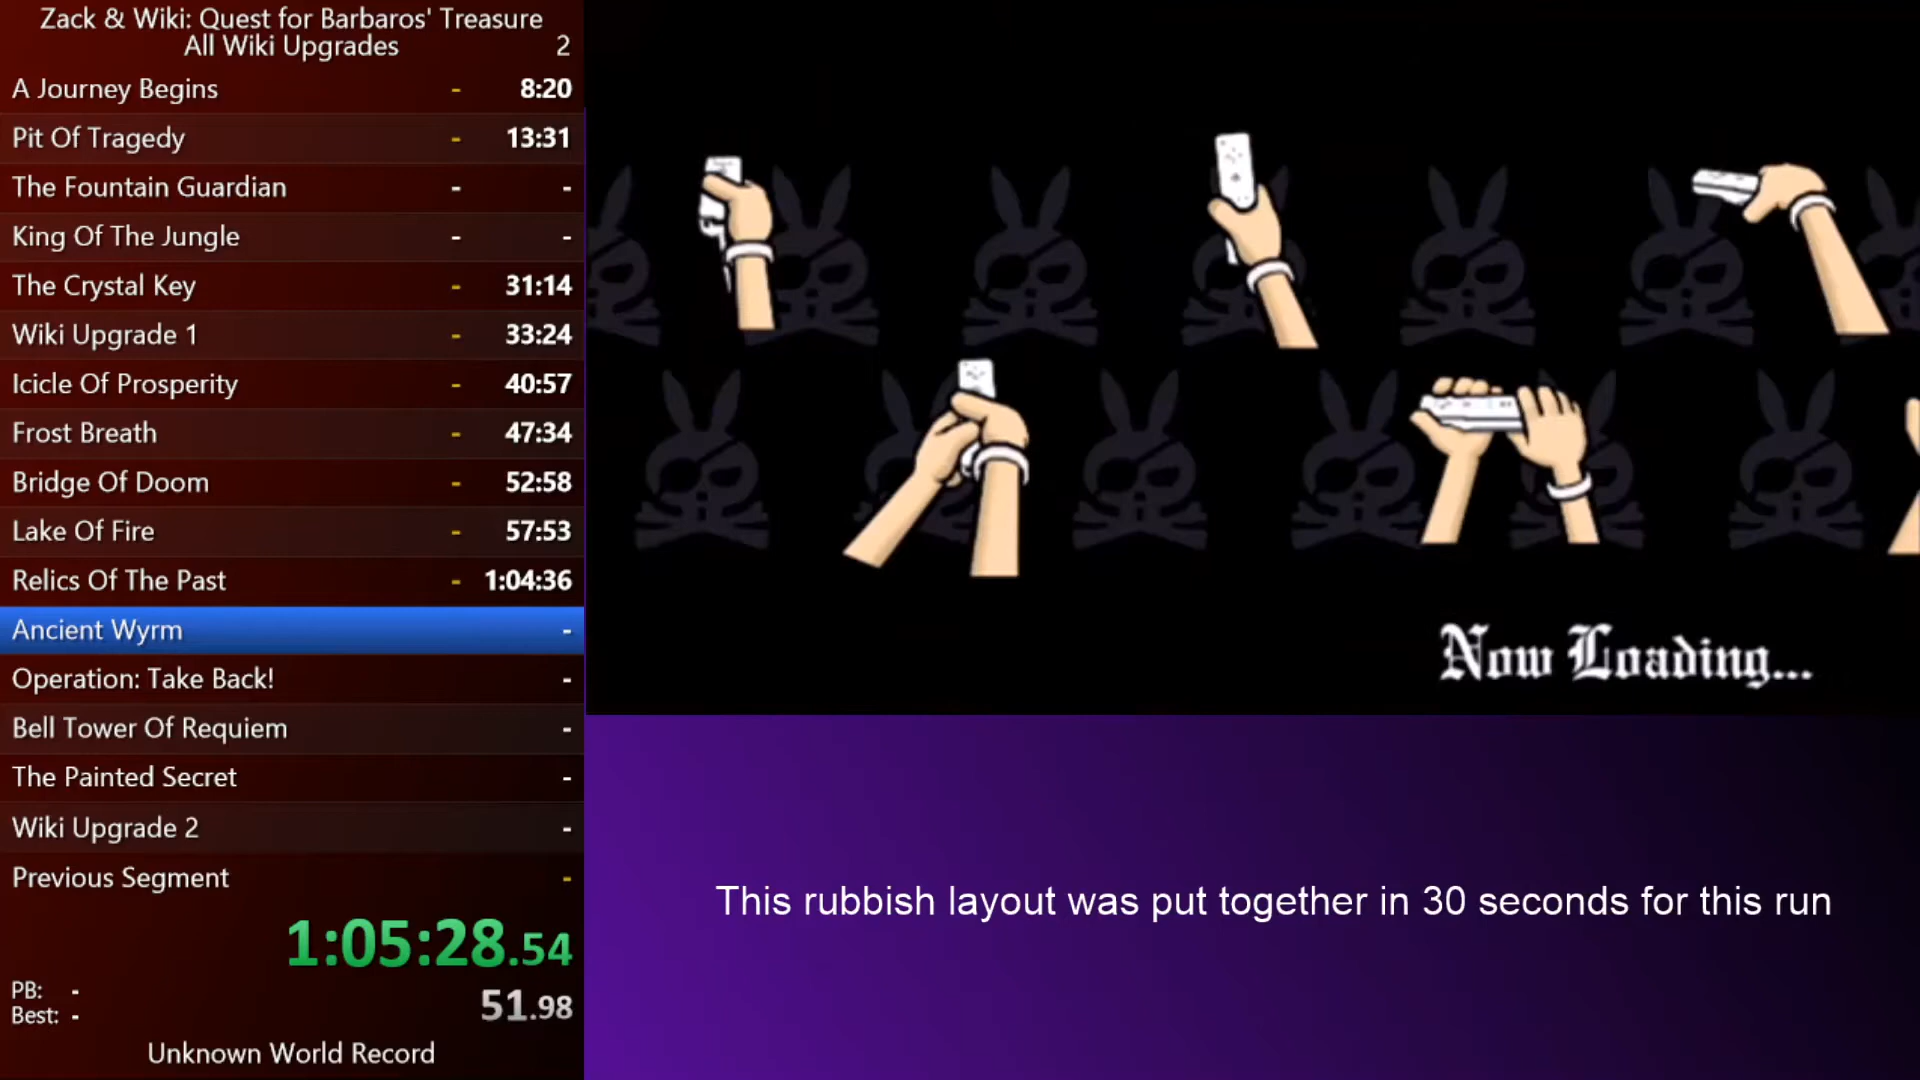 Zack & Wiki: Quest for Barbaros' Treasure
All Wiki Upgrades 2
A Journey Begins - 8:20
Pit Of Tragedy - 13:31
The Fountain Guardian - -
King Of The Jungle - -
The Crystal Key - 31:14
Wiki Upgrade 1 - 33:24
Icicle Of Prosperity - 40:57
Frost Breath - 47:34
Bridge Of Doom - 52:58
Lake Of Fire - 57:53
Relics Of The Past - 1:04:36
Ancient Wyrm -
Operation: Take Back! -
Bell Tower Of Requiem -
The Painted Secret -
Wiki Upgrade 2 -
Previous Segment -
1:05:28.54
PB: -
Best: -
51.98
Unknown World Record
Now Loading...
This rubbish layout was put together in 30 seconds for this run